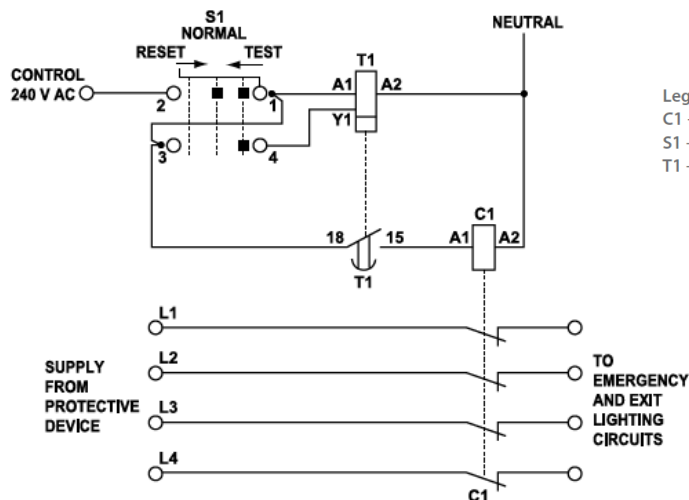 S1
NORMAL
RESET
TEST
NEUTRAL
CONTROL
240 V AC
2
1
T1
A1
A2
Y1
3
4
Leg
C1 -
S1 -
T1 -
18
15
T1
C1
A1
A2
L1
L2
L3
L4
SUPPLY
FROM
PROTECTIVE
DEVICE
TO
EMERGENCY
AND EXIT
LIGHTING
CIRCUITS
C1